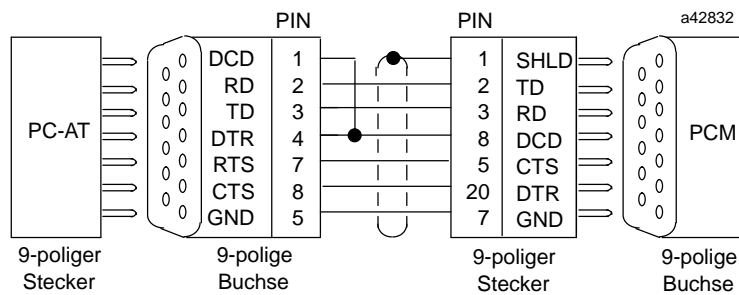 PIN PIN a42832
DCD 1 1 SHLD
RD 2 2 TD
TD 3 3 RD
PC-AT DTR 4 8 DCD PCM
RTS 7 5 CTS
CTS 8 20 DTR
GND 5 7 GND
9-poliger 9-polige 9-poliger 9-polige
Stecker Buchse Stecker Buchse